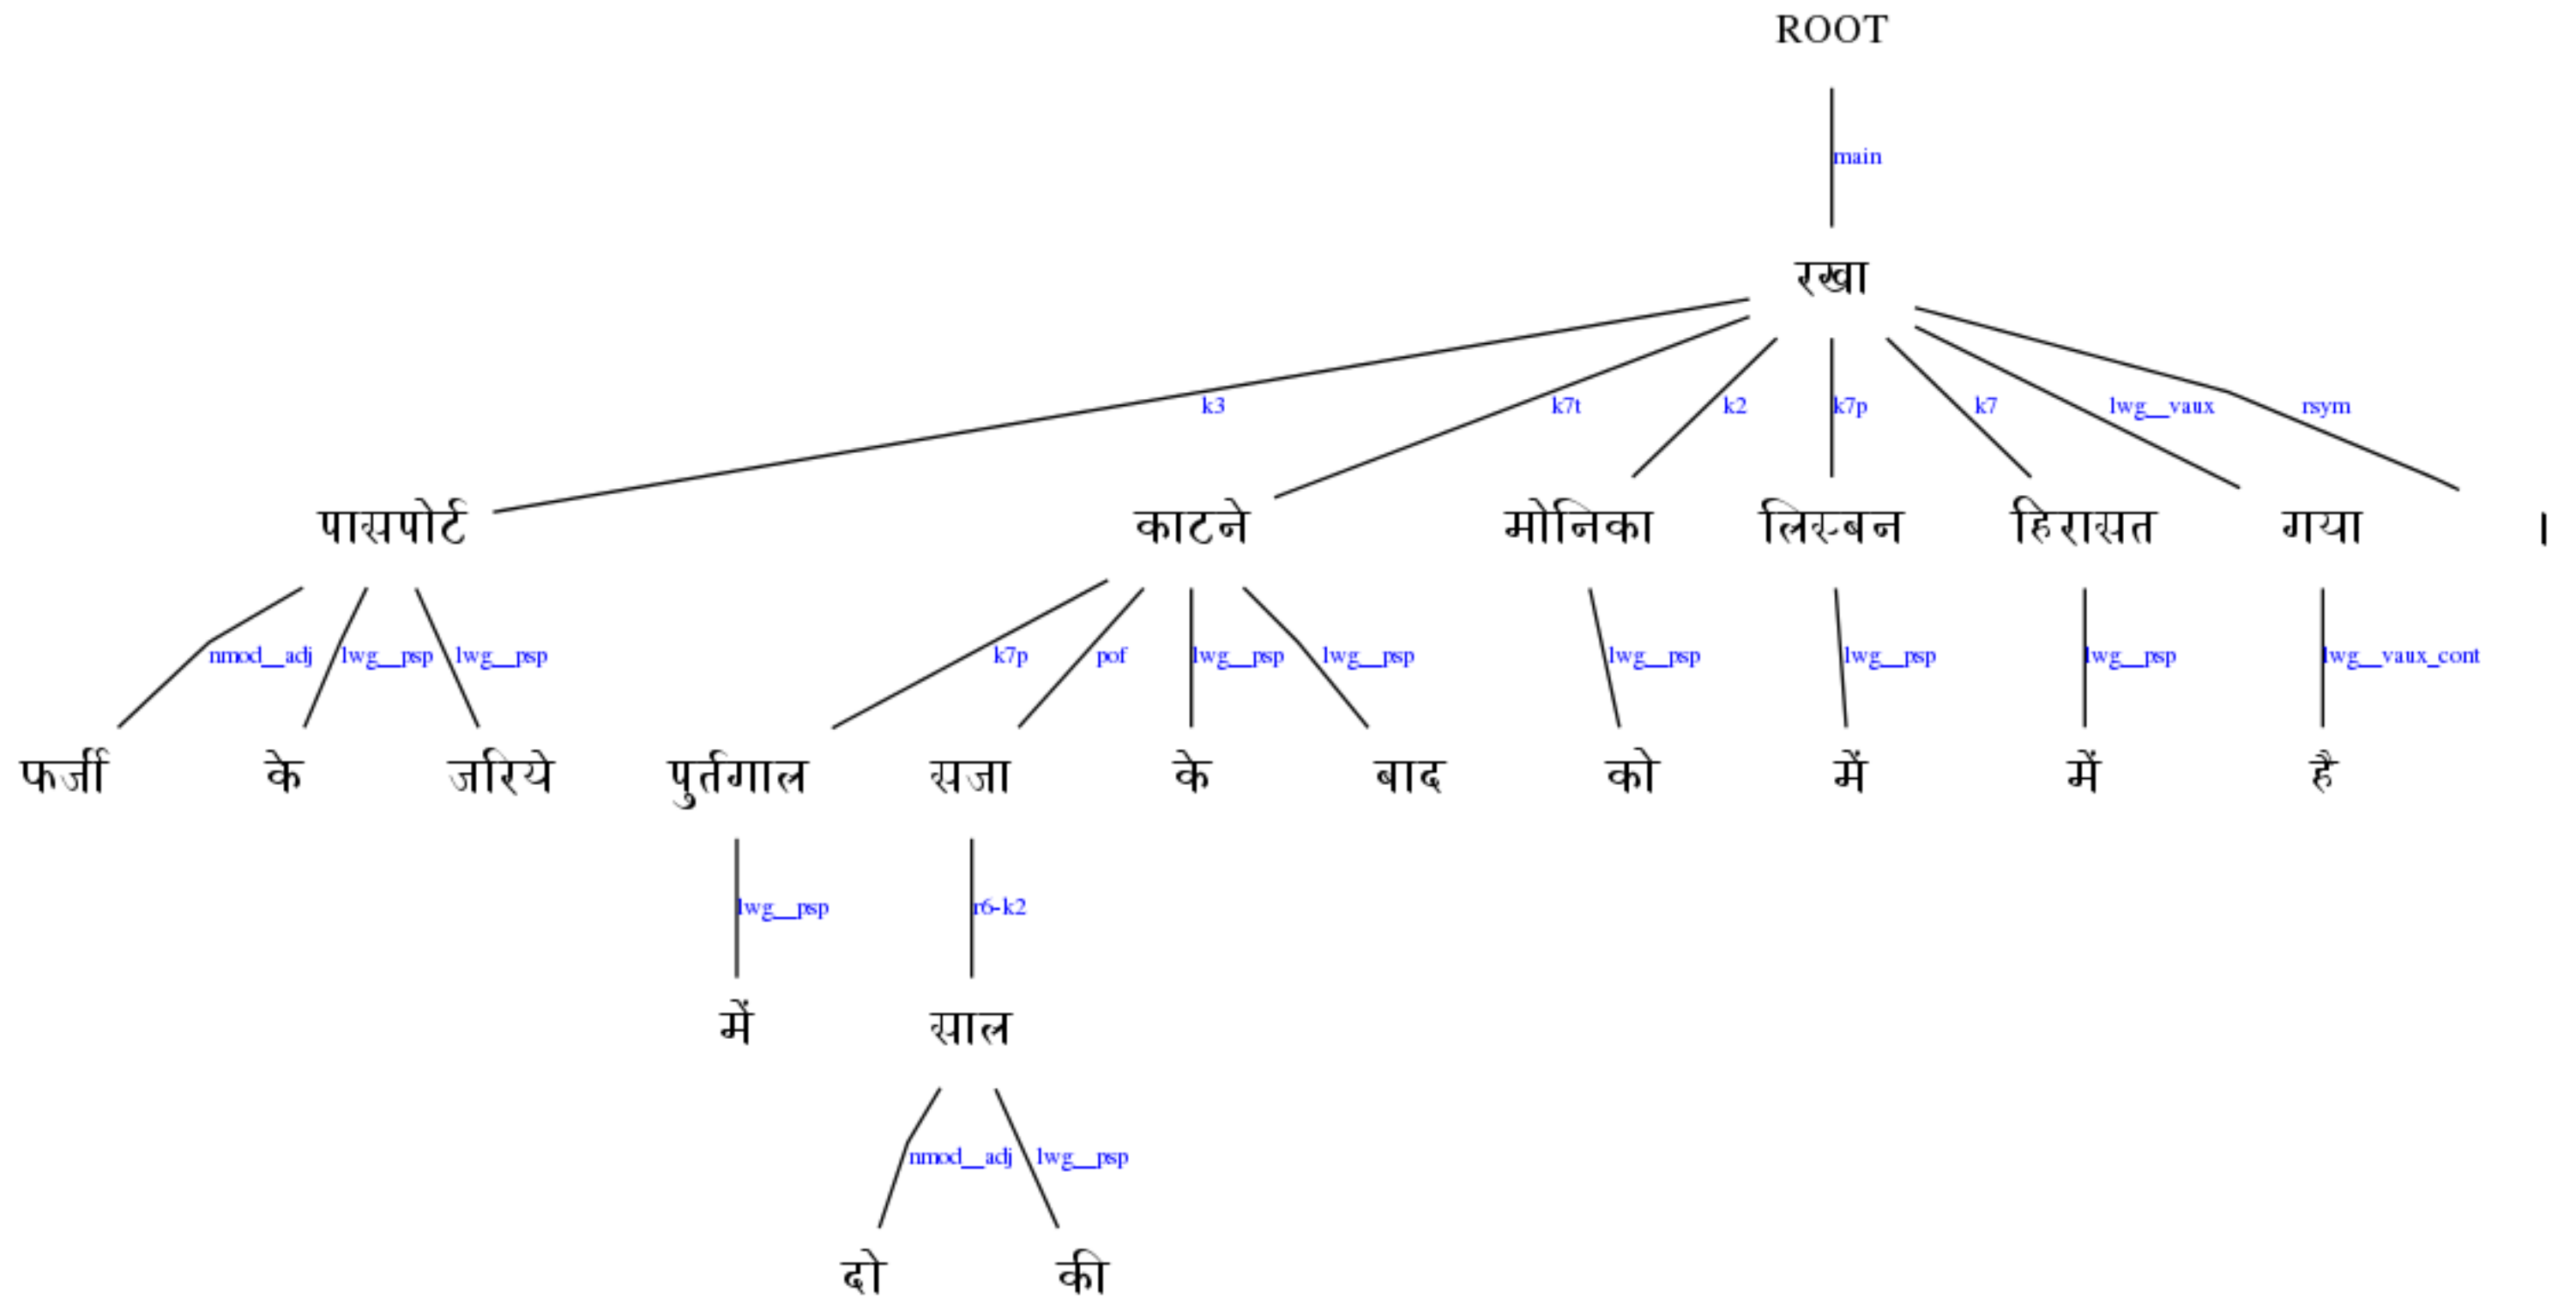 ROOT
main
रखा
k3 k7t k2 k7p k7 lwg__vaux rsym
पासपोर्ट काटने मोनिका लिस्बन हिरासत गया ।
nmod__adj lwg__psp lwg__psp k7p pof lwg__psp lwg__psp lwg__psp lwg__psp lwg__psp lwg__vaux_cont
फर्जी के जरिये पुर्तगाल सजा के बाद को में में है
lwg__psp r6-k2
में साल
nmod__adj lwg__psp
दो की